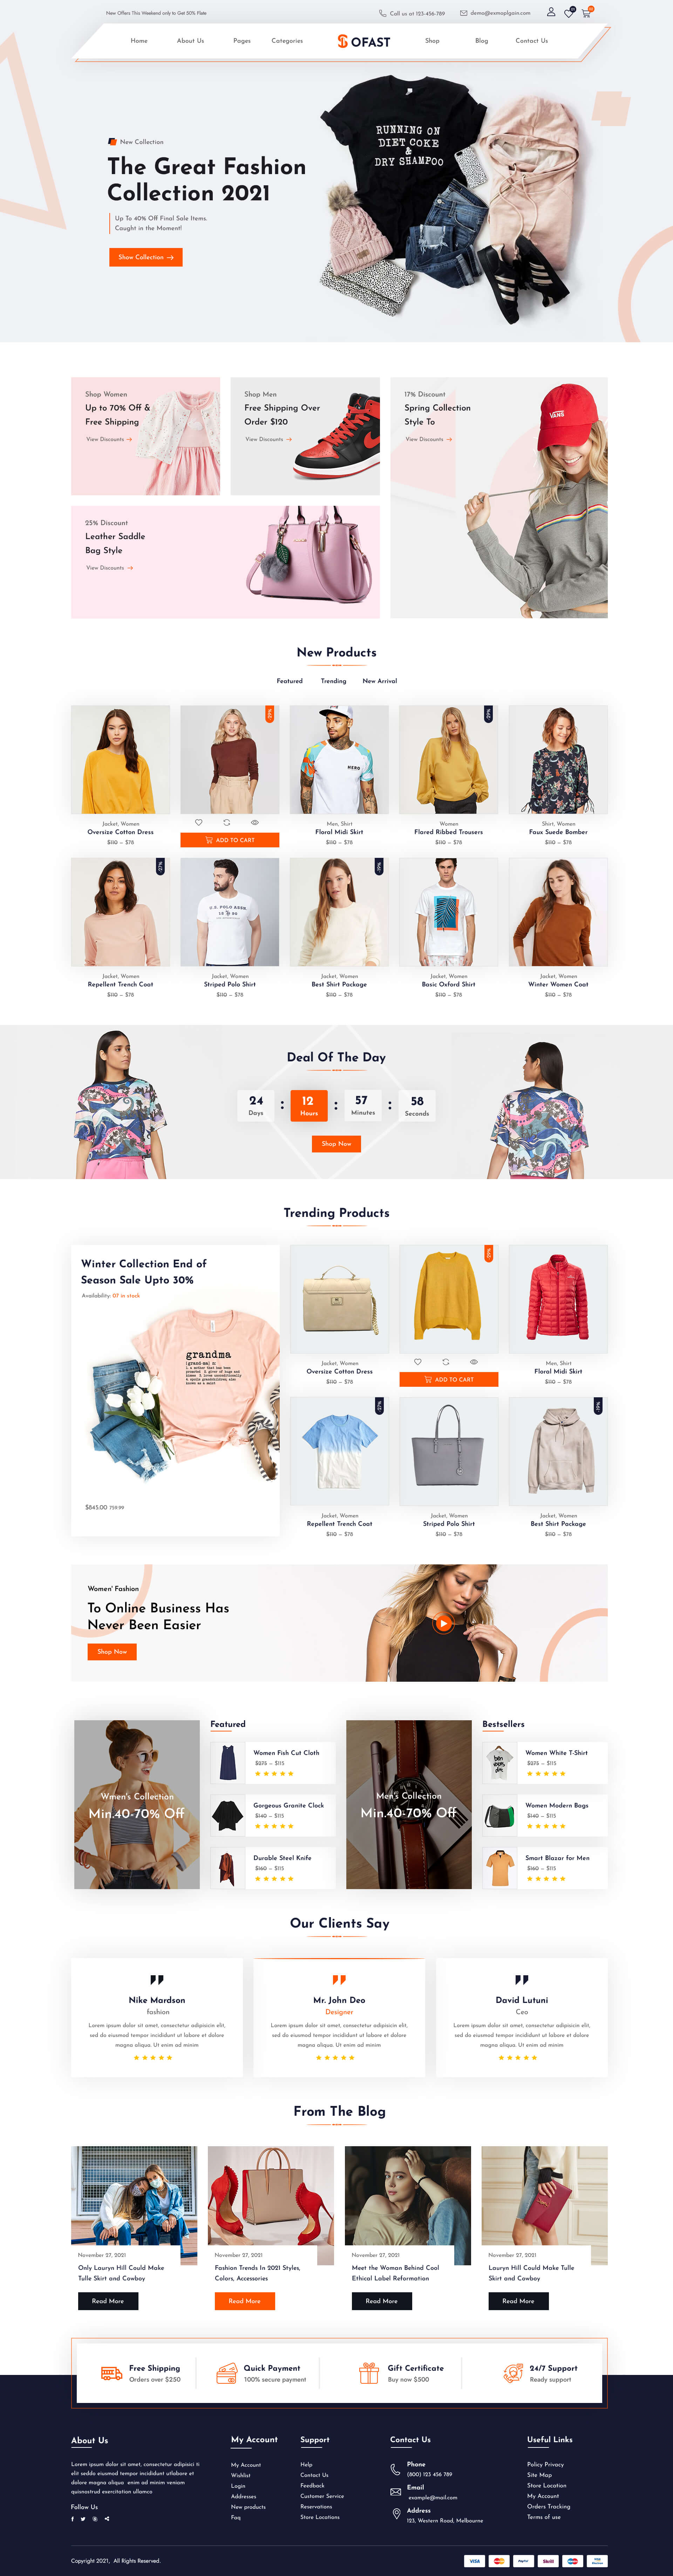 New Offers This Weekend only to Get 50% Flate
Call us at 123-456-789
demo@exmaplgain.com
Home
About Us
Pages
Categories
SOFAST
Shop
Blog
Contact Us
New Collection
The Great Fashion
Collection 2021
Up To 40% Off Final Sale Items.
Caught in the Moment!
Show Collection
RUNNING ON
DIET COKE
&
DRY SHAMPOO
Shop Women
Up to 70% Off &
Free Shipping
View Discounts
Shop Men
Free Shipping Over
Order $120
View Discounts
17% Discount
Spring Collection
Style To
View Discounts
VANS
25% Discount
Leather Saddle
Bag Style
View Discounts
New Products
Featured
Trending
New Arrival
HERO
Jacket, Women
Oversize Cotton Dress
$110 – $78
ADD TO CART
Men, Shirt
Floral Midi Skirt
$110 – $78
Women
Flared Ribbed Trousers
$110 – $78
Shirt, Women
Faux Suede Bomber
$110 – $78
-27%
U.S. POLO ASSN.
-19%
Jacket, Women
Repellent Trench Coat
$110 – $78
Jacket, Women
Striped Polo Shirt
$110 – $78
Jacket, Women
Best Shirt Package
$110 – $78
Jacket, Women
Basic Oxford Shirt
$110 – $78
Jacket, Women
Winter Women Coat
$110 – $78
Deal Of The Day
24
Days
:
12
Hours
:
57
Minutes
:
58
Seconds
Shop Now
Trending Products
Winter Collection End of
Season Sale Upto 30%
Availability: 07 in stock
grandma
$845.00 759.99
Jacket, Women
Oversize Cotton Dress
$110 – $78
ADD TO CART
Men, Shirt
Floral Midi Skirt
$110 – $78
-27%
-19%
Jacket, Women
Repellent Trench Coat
$110 – $78
Jacket, Women
Striped Polo Shirt
$110 – $78
Jacket, Women
Best Shirt Package
$110 – $78
Women' Fashion
To Online Business Has
Never Been Easier
Shop Now
Wmen's Collection
Min.40-70% Off
Featured
Women Fish Cut Cloth
$275 – $115
Gorgeous Granite Clock
$140 – $115
Durable Steel Knife
$160 – $115
Men's Collection
Min.40-70% Off
Bestsellers
Women White T-Shirt
$275 – $115
Women Modern Bags
$140 – $115
Smart Blazar for Men
$160 – $115
Our Clients Say
Nike Mardson
fashion
Lorem ipsum dolor sit amet, consectetur adipisicin elit,
sed do eiusmod tempor incididunt ut labore et dolore
magna aliqua. Ut enim ad minim
Mr. John Deo
Designer
Lorem ipsum dolor sit amet, consectetur adipisicin elit,
sed do eiusmod tempor incididunt ut labore et dolore
magna aliqua. Ut enim ad minim
David Lutuni
Ceo
Lorem ipsum dolor sit amet, consectetur adipisicin elit,
sed do eiusmod tempor incididunt ut labore et dolore
magna aliqua. Ut enim ad minim
From The Blog
November 27, 2021
Only Lauryn Hill Could Make
Tulle Skirt and Cowboy
Read More
November 27, 2021
Fashion Trends In 2021 Styles,
Colors, Accessories
Read More
November 27, 2021
Meet the Woman Behind Cool
Ethical Label Reformation
Read More
November 27, 2021
Lauryn Hill Could Make Tulle
Skirt and Cowboy
Read More
Free Shipping
Orders over $250
Quick Payment
100% secure payment
Gift Certificate
Buy now $500
24/7 Support
Ready support
About Us
Lorem ipsum dolor sit amet, consectetur adipisici ti
elit seddo eiusmod tempor incididunt utlabore et
dolore magna aliqua enim ad minim veniam
quisnostrud exercitation ullamco
Follow Us
My Account
My Account
Wishlist
Login
Addresses
New products
Faq
Support
Help
Contact Us
Feedback
Customer Service
Reservations
Store Locations
Contact Us
Phone
(800) 123 456 789
Email
example@mail.com
Address
123, Western Road, Melbourne
Useful Links
Policy Privacy
Site Map
Store Location
My Account
Orders Tracking
Terms of use
Copyright 2021, All Rights Reserved.
VISA
PayPal
Skrill
VISA